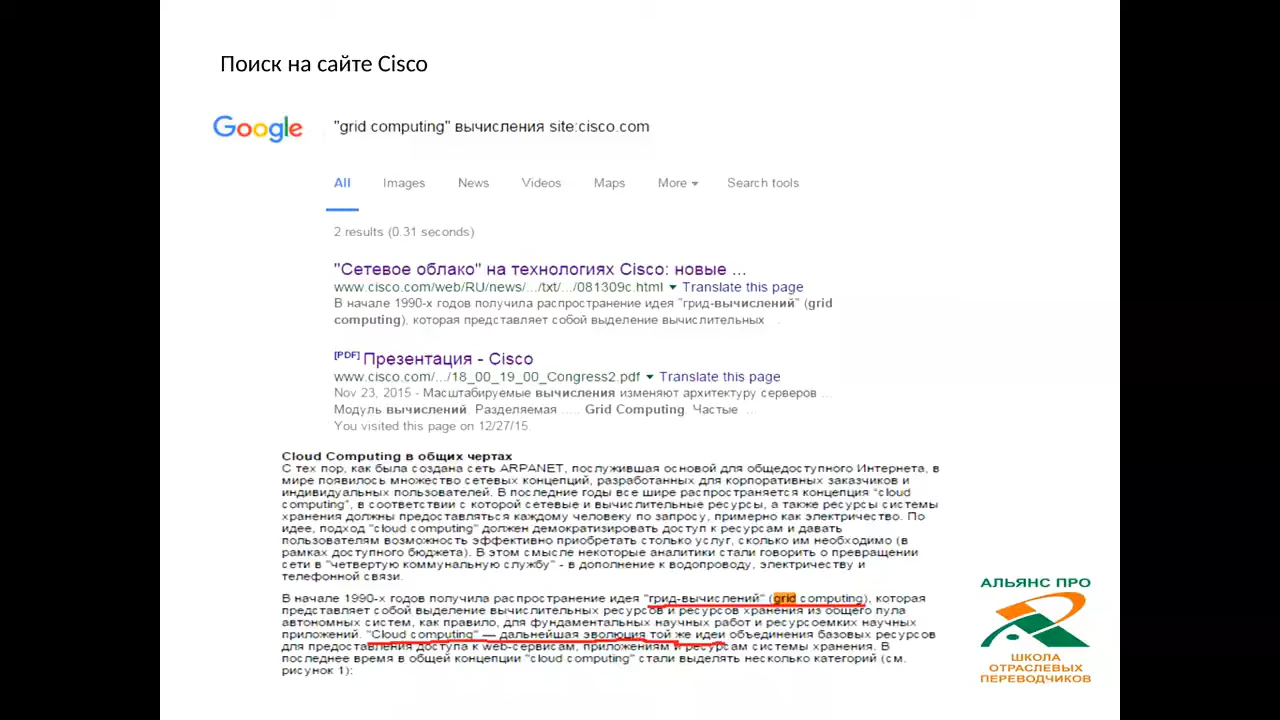 Поиск на сайте Cisco
Google "grid computing" вычисления site:cisco.com
All Images News Videos Maps More Search tools
2 results (0.31 seconds)
"Сетевое облако" на технологиях Cisco: новые ...
www.cisco.com/web/RU/news/.../txt/.../081309c.html Translate this page
В начале 1990-х годов получила распространение идея "грид-вычислений" (grid
computing), которая представляет собой выделение вычислительных ...
[PDF] Презентация - Cisco
www.cisco.com/.../18_00_19_00_Congress2.pdf Translate this page
Nov 23, 2015 - Масштабируемые вычисления изменяют архитектуру серверов ...
Модуль вычислений. Разделяемая ..... Grid Computing. Частые ...
You visited this page on 12/27/15.
Cloud Computing в общих чертах
С тех пор, как была создана сеть ARPANET, послужившая основой для общедоступного Интернета, в
мире появилось множество сетевых концепций, разработанных для корпоративных заказчиков и
индивидуальных пользователей. В последние годы все шире распространяется концепция "cloud
computing", в соответствии с которой сетевые и вычислительные ресурсы, а также ресурсы системы
хранения должны предоставляться каждому человеку по запросу, примерно как электричество. По
идее, подход "cloud computing" должен демократизировать доступ к ресурсам и давать
пользователям возможность эффективно приобретать столько услуг, сколько им необходимо (в
рамках доступного бюджета). В этом смысле некоторые аналитики стали говорить о превращении
сети в "четвертую коммунальную службу" - в дополнение к водопроводу, электричеству и
телефонной связи.
В начале 1990-х годов получила распространение идея "грид-вычислений" (grid computing), которая
представляет собой выделение вычислительных ресурсов и ресурсов хранения из общего пула
автономных систем, как правило, для фундаментальных научных работ и ресурсоемких научных
приложений. "Cloud computing" — дальнейшая эволюция той же идеи объединения базовых ресурсов
для предоставления доступа к web-сервисам, приложениям и ресурсам системы хранения. В
последнее время в общей концепции "cloud computing" стали выделять несколько категорий (см.
рисунок 1):
АЛЬЯНС ПРО
ШКОЛА
ОТРАСЛЕВЫХ
ПЕРЕВОДЧИКОВ